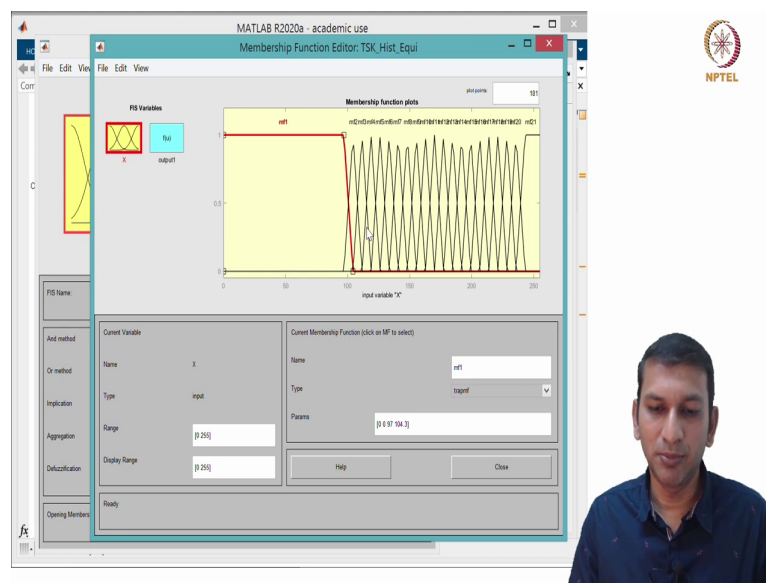 MATLAB R2020a - academic use
HC
Membership Function Editor: TSK_Hist_Equi
File Edit View
File Edit View
Com
FIS Variables
f(u)
X
output1
plot points:
181
Membership function plots
mf1
mf21
1
0.5
0
0
50
100
150
200
250
input variable "X"
FIS Name:
And method
Or method
Implication
Aggregation
Defuzzification
Opening Members
Current Variable
Name
X
Type
input
Range
[0 255]
Display Range
[0 255]
Current Membership Function (click on MF to select)
Name
mf1
Type
trapmf
Params
[0 0 97 104.3]
Help
Close
Ready
fx
NPTEL